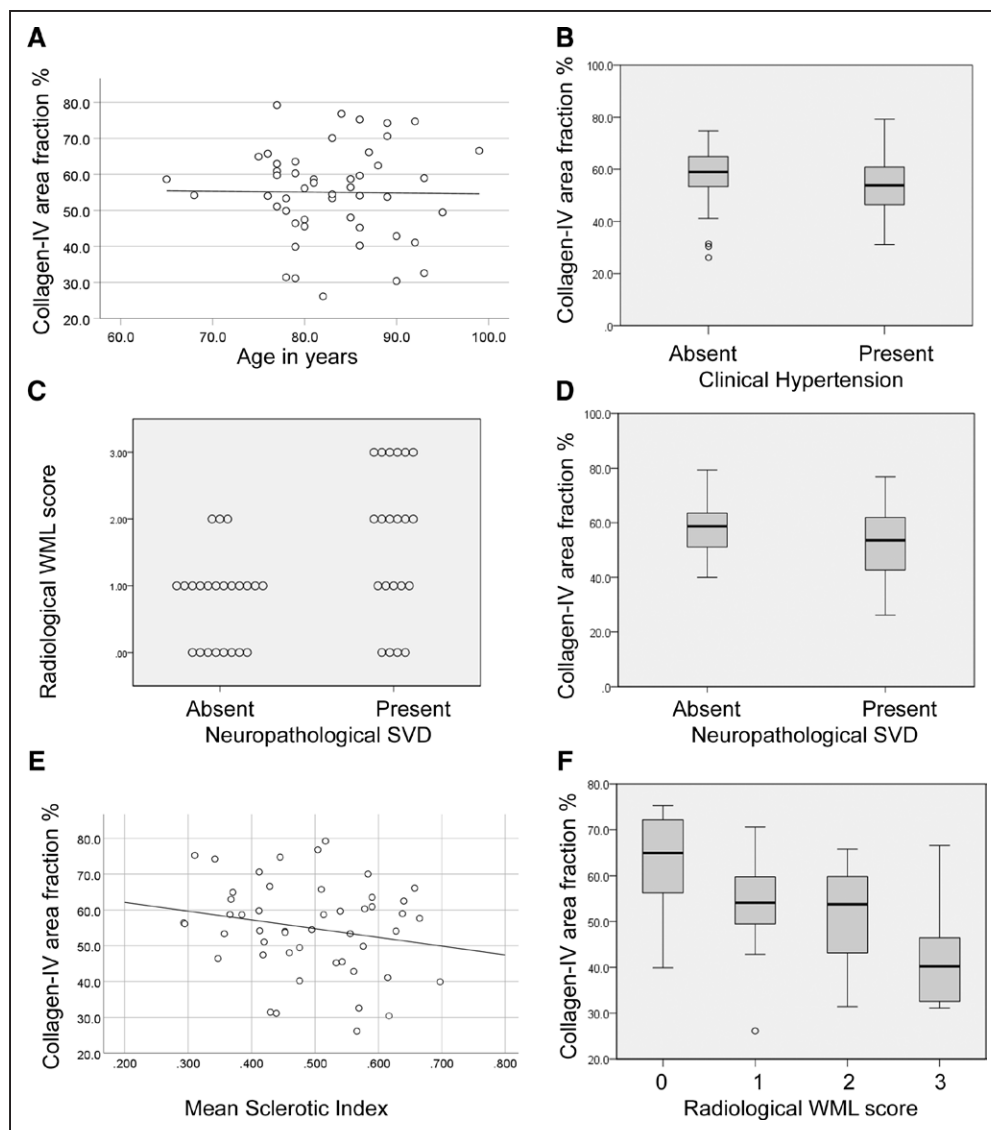 A
Collagen-IV area fraction %
80.0
70.0
60.0
50.0
40.0
30.0
20.0
60.0 70.0 80.0 90.0 100.0
Age in years
B
Collagen-IV area fraction %
100.0
80.0
60.0
40.0
20.0
.0
Absent Present
Clinical Hypertension
C
Radiological WML score
3.00
2.00
1.00
.00
Absent Present
Neuropathological SVD
D
Collagen-IV area fraction %
100.0
80.0
60.0
40.0
20.0
.0
Absent Present
Neuropathological SVD
E
Collagen-IV area fraction %
80.0
70.0
60.0
50.0
40.0
30.0
20.0
.200 .300 .400 .500 .600 .700 .800
Mean Sclerotic Index
F
Collagen-IV area fraction %
80.0
70.0
60.0
50.0
40.0
30.0
20.0
0 1 2 3
Radiological WML score